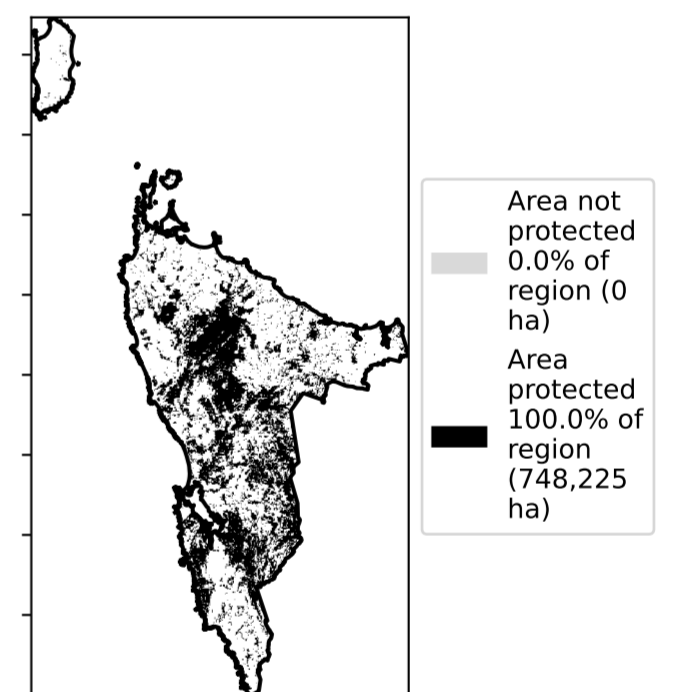 Area not
protected
0.0% of
region (0
ha)
Area
protected
100.0% of
region
(748,225
ha)